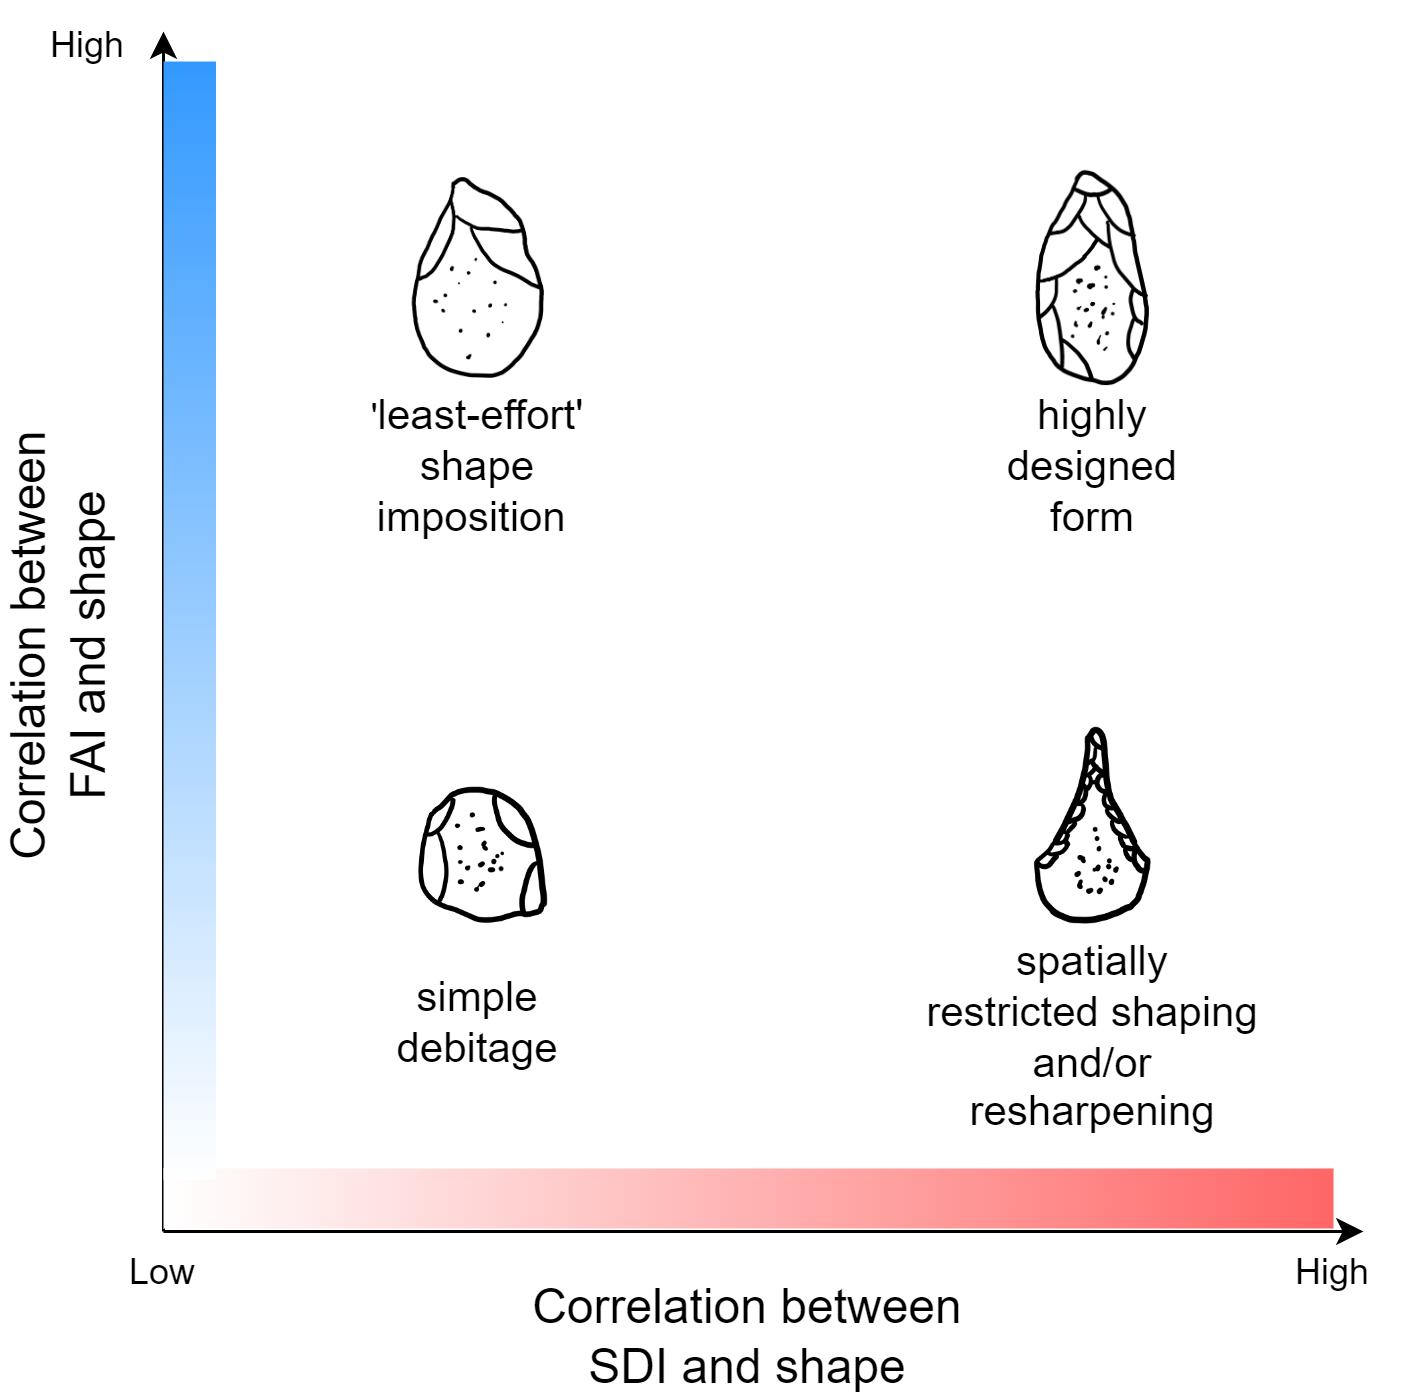 High
Correlation between
FAI and shape
'least-effort'
shape
imposition
highly
designed
form
simple
debitage
spatially
restricted shaping
and/or
resharpening
Low
High
Correlation between
SDI and shape